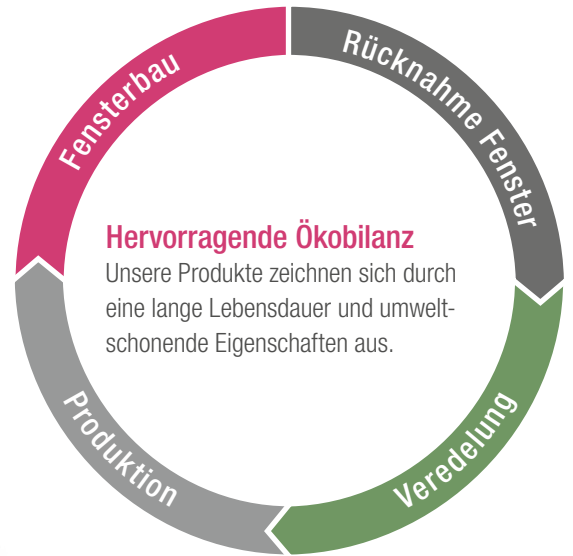 Fensterbau
Rücknahme Fenster
Hervorragende Ökobilanz
Unsere Produkte zeichnen sich durch
eine lange Lebensdauer und umwelt-
schonende Eigenschaften aus.
Produktion
Veredelung